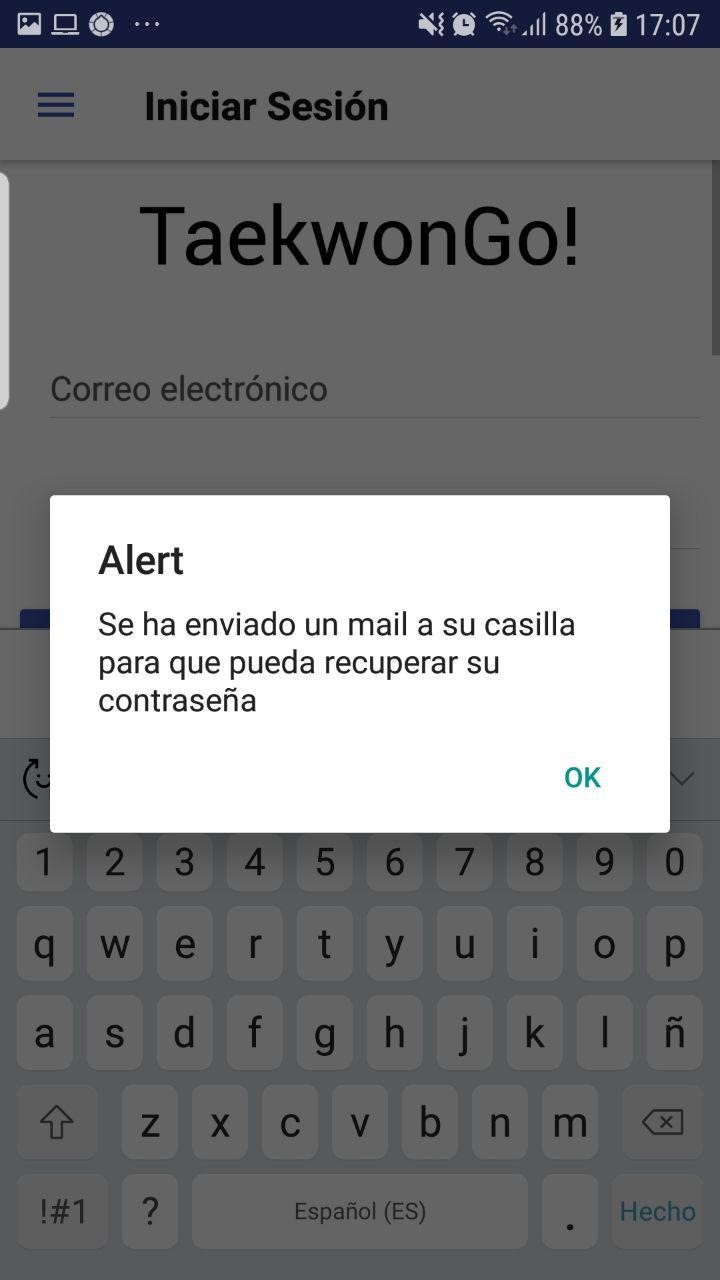 88% 17:07
Iniciar Sesión
TaekwonGo!
Correo electrónico
Alert
Se ha enviado un mail a su casilla
para que pueda recuperar su
contraseña
OK
1 2 3 4 5 6 7 8 9 0
q w e r t y u i o p
a s d f g h j k l ñ
z x c v b n m
!#1 ? Español (ES) . Hecho